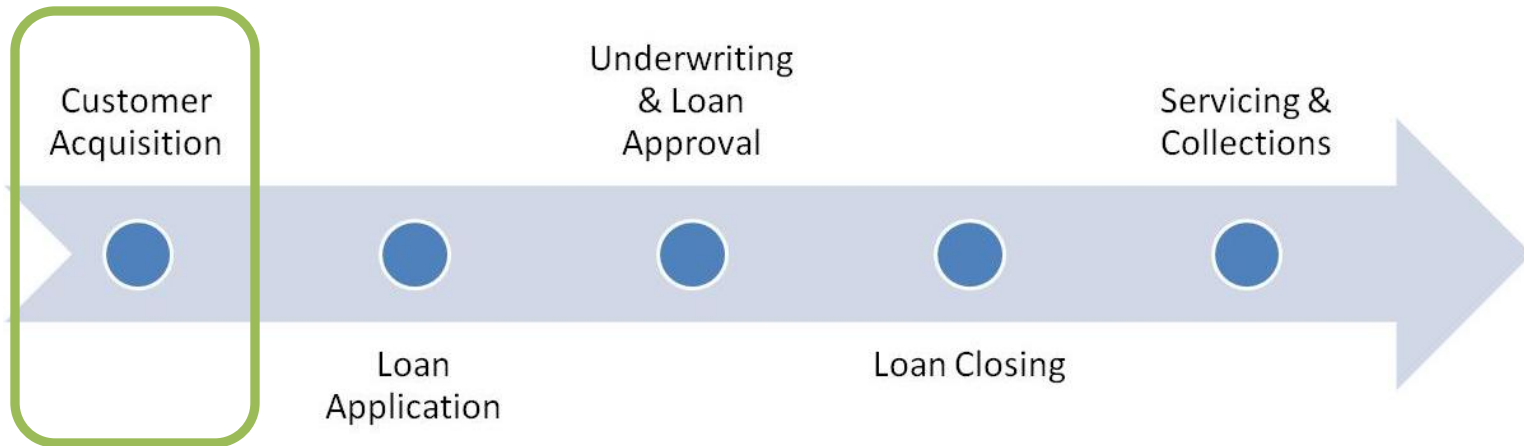 Customer
Acquisition
Loan
Application
Underwriting
& Loan
Approval
Loan Closing
Servicing &
Collections